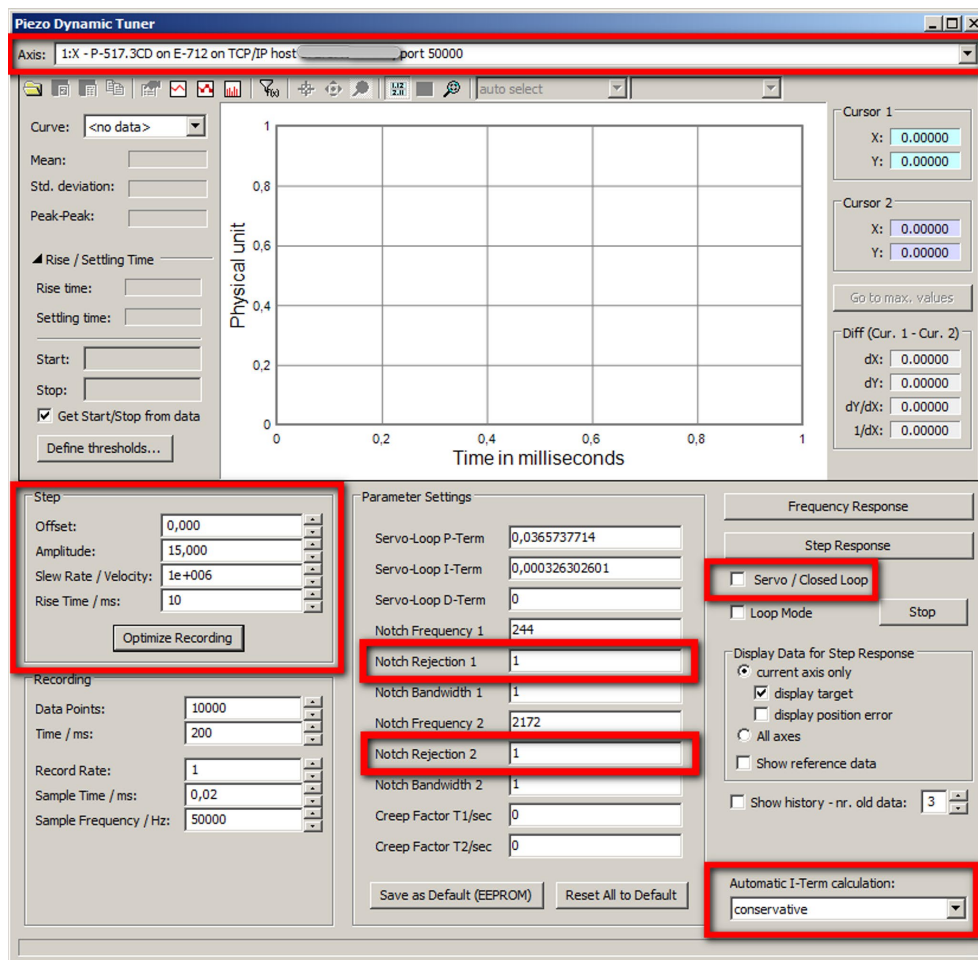 Piezo Dynamic Tuner
Axis: 1:X - P-517.3CD on E-712 on TCP/IP host port 50000
f(x)
1/2
2.11
auto select
Curve: <no data>
Mean:
Std. deviation:
Peak-Peak:
Rise / Settling Time
Rise time:
Settling time:
Start:
Stop:
Get Start/Stop from data
Define thresholds...
Physical unit
1
0,8
0,6
0,4
0,2
0
0 0,2 0,4 0,6 0,8 1
Time in milliseconds
Cursor 1
X: 0.00000
Y: 0.00000
Cursor 2
X: 0.00000
Y: 0.00000
Go to max. values
Diff (Cur. 1 - Cur. 2)
dX: 0.00000
dY: 0.00000
dY/dX: 0.00000
1/dX: 0.00000
Step
Offset: 0,000
Amplitude: 15,000
Slew Rate / Velocity: 1e+006
Rise Time / ms: 10
Optimize Recording
Recording
Data Points: 10000
Time / ms: 200
Record Rate: 1
Sample Time / ms: 0,02
Sample Frequency / Hz: 50000
Parameter Settings
Servo-Loop P-Term 0,0365737714
Servo-Loop I-Term 0,000326302601
Servo-Loop D-Term 0
Notch Frequency 1 244
Notch Rejection 1 1
Notch Bandwidth 1 1
Notch Frequency 2 2172
Notch Rejection 2 1
Notch Bandwidth 2 1
Creep Factor T1/sec 0
Creep Factor T2/sec 0
Save as Default (EEPROM) Reset All to Default
Frequency Response
Step Response
Servo / Closed Loop
Loop Mode Stop
Display Data for Step Response
current axis only
display target
display position error
All axes
Show reference data
Show history - nr. old data: 3
Automatic I-Term calculation:
conservative